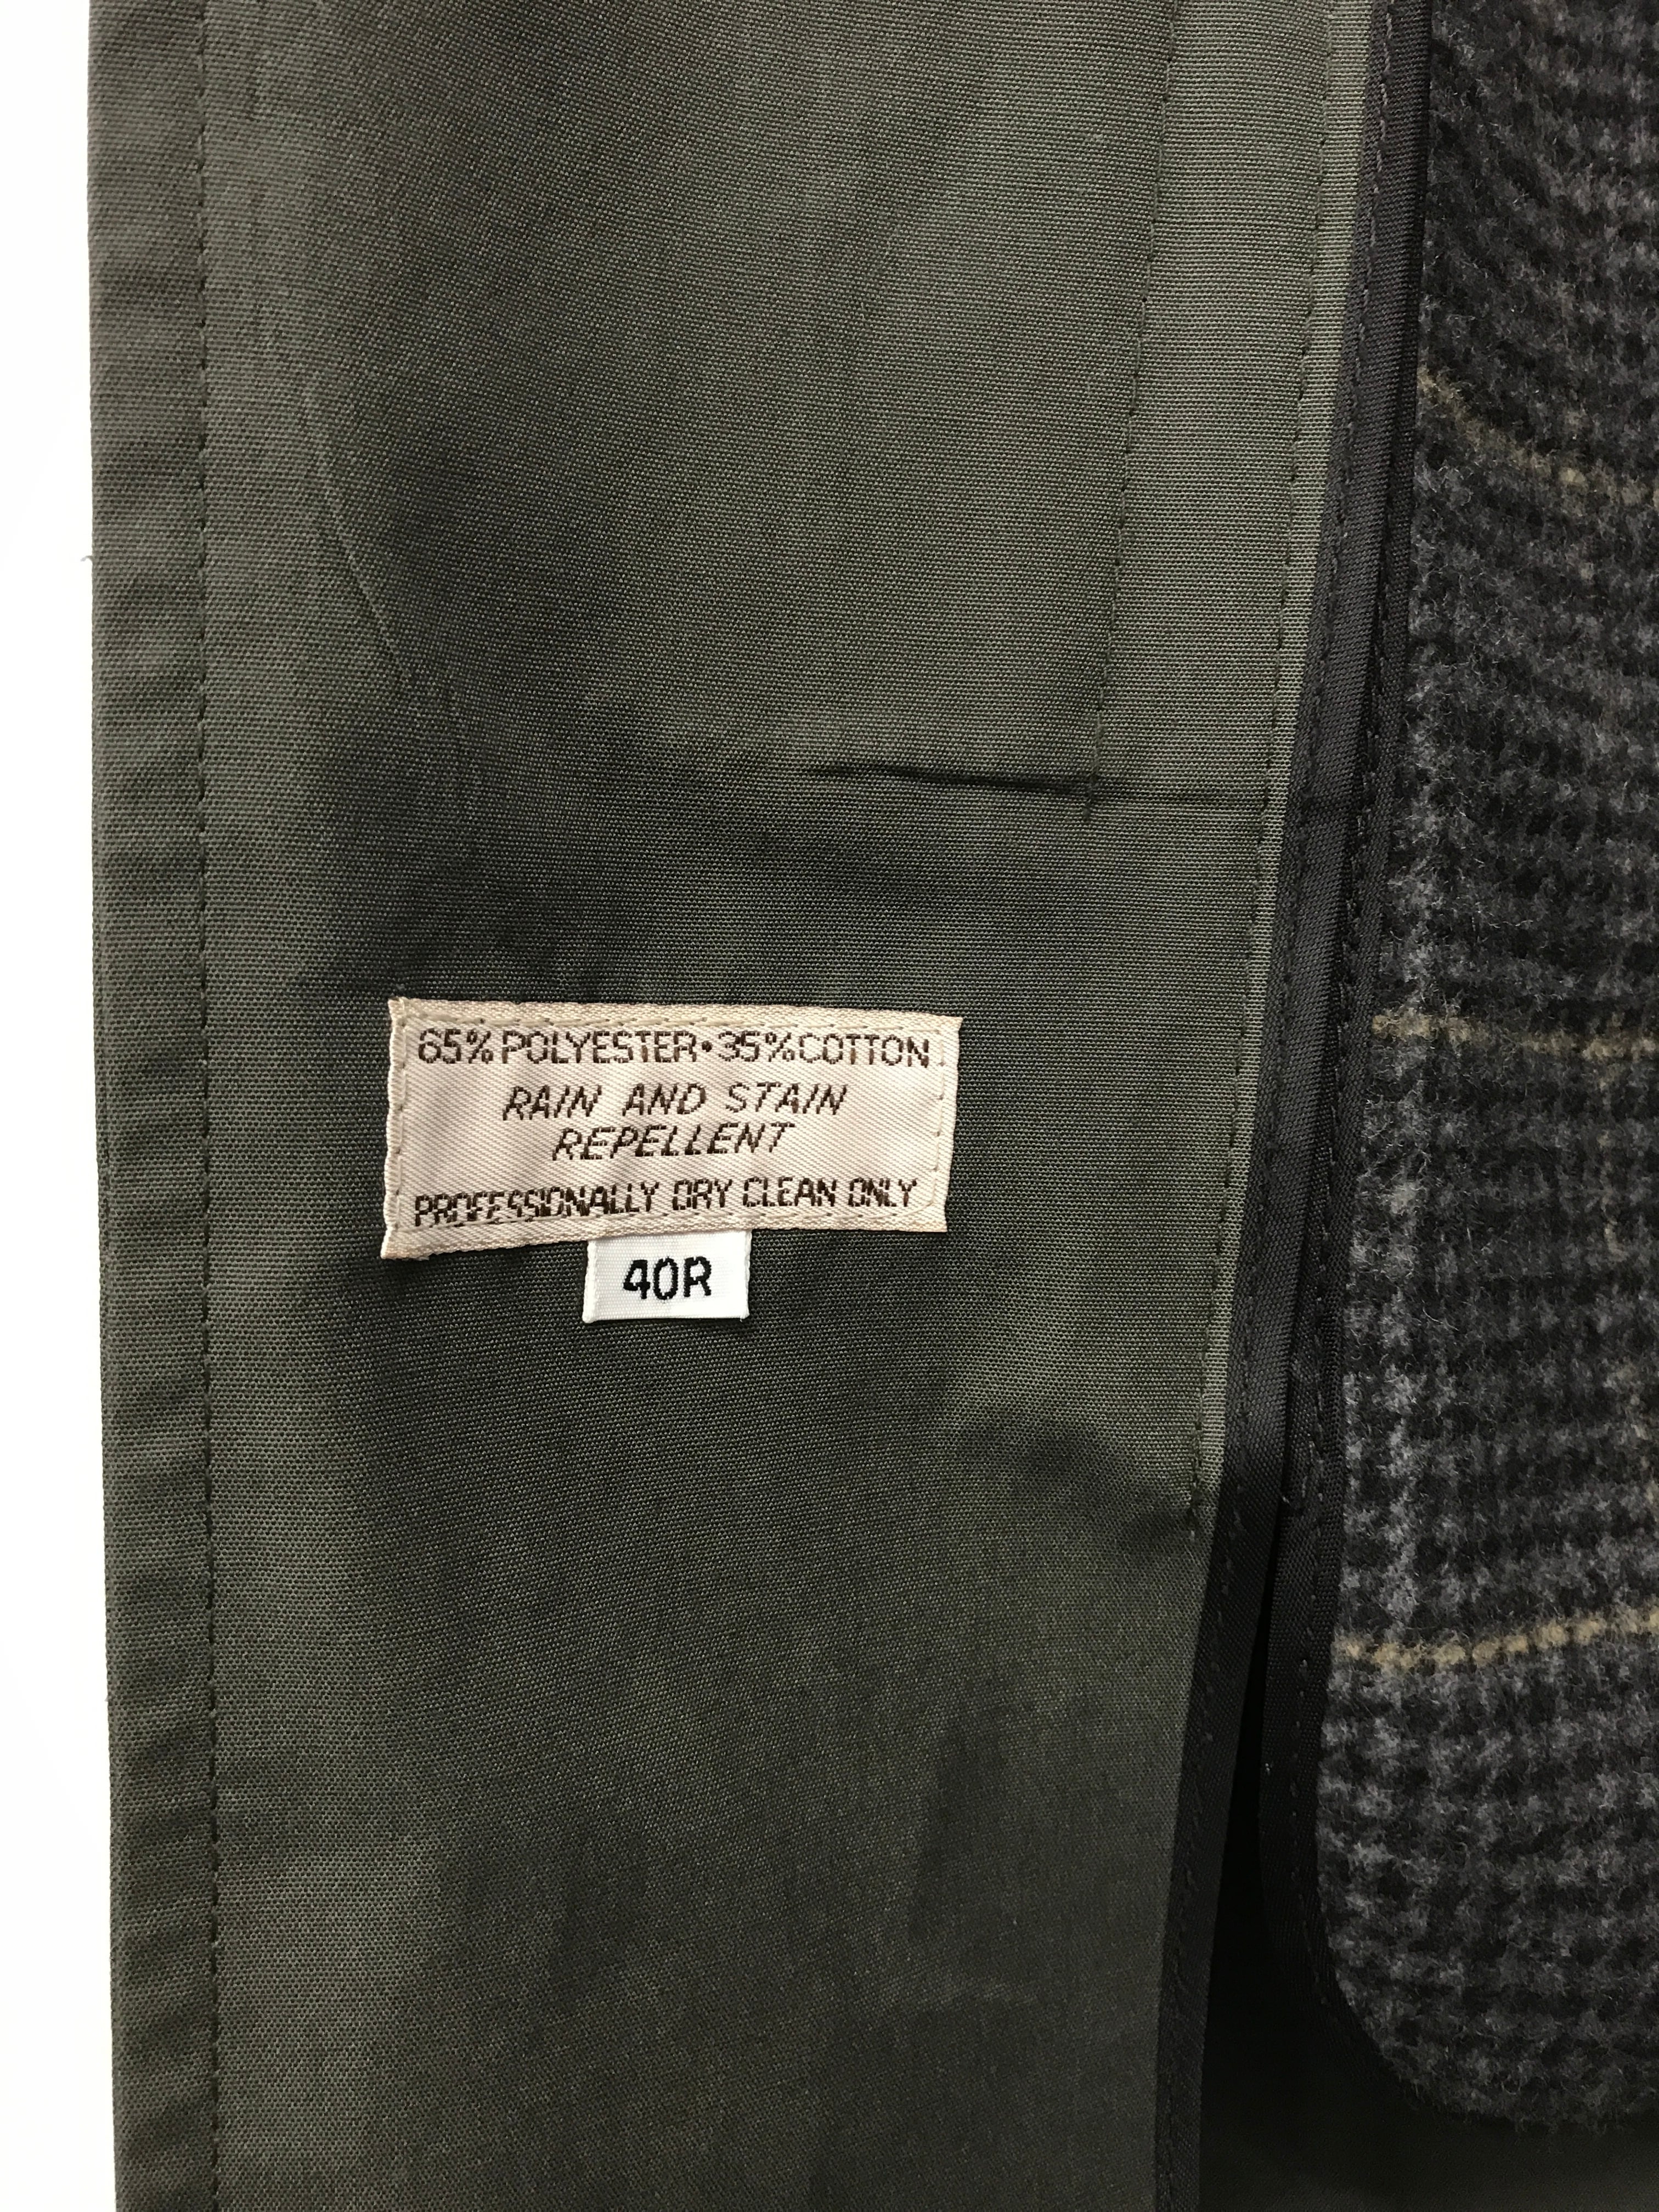 65% POLYESTER • 35% COTTON
RAIN AND STAIN
REPELLENT
PROFESSIONALLY DRY CLEAN ONLY
40R